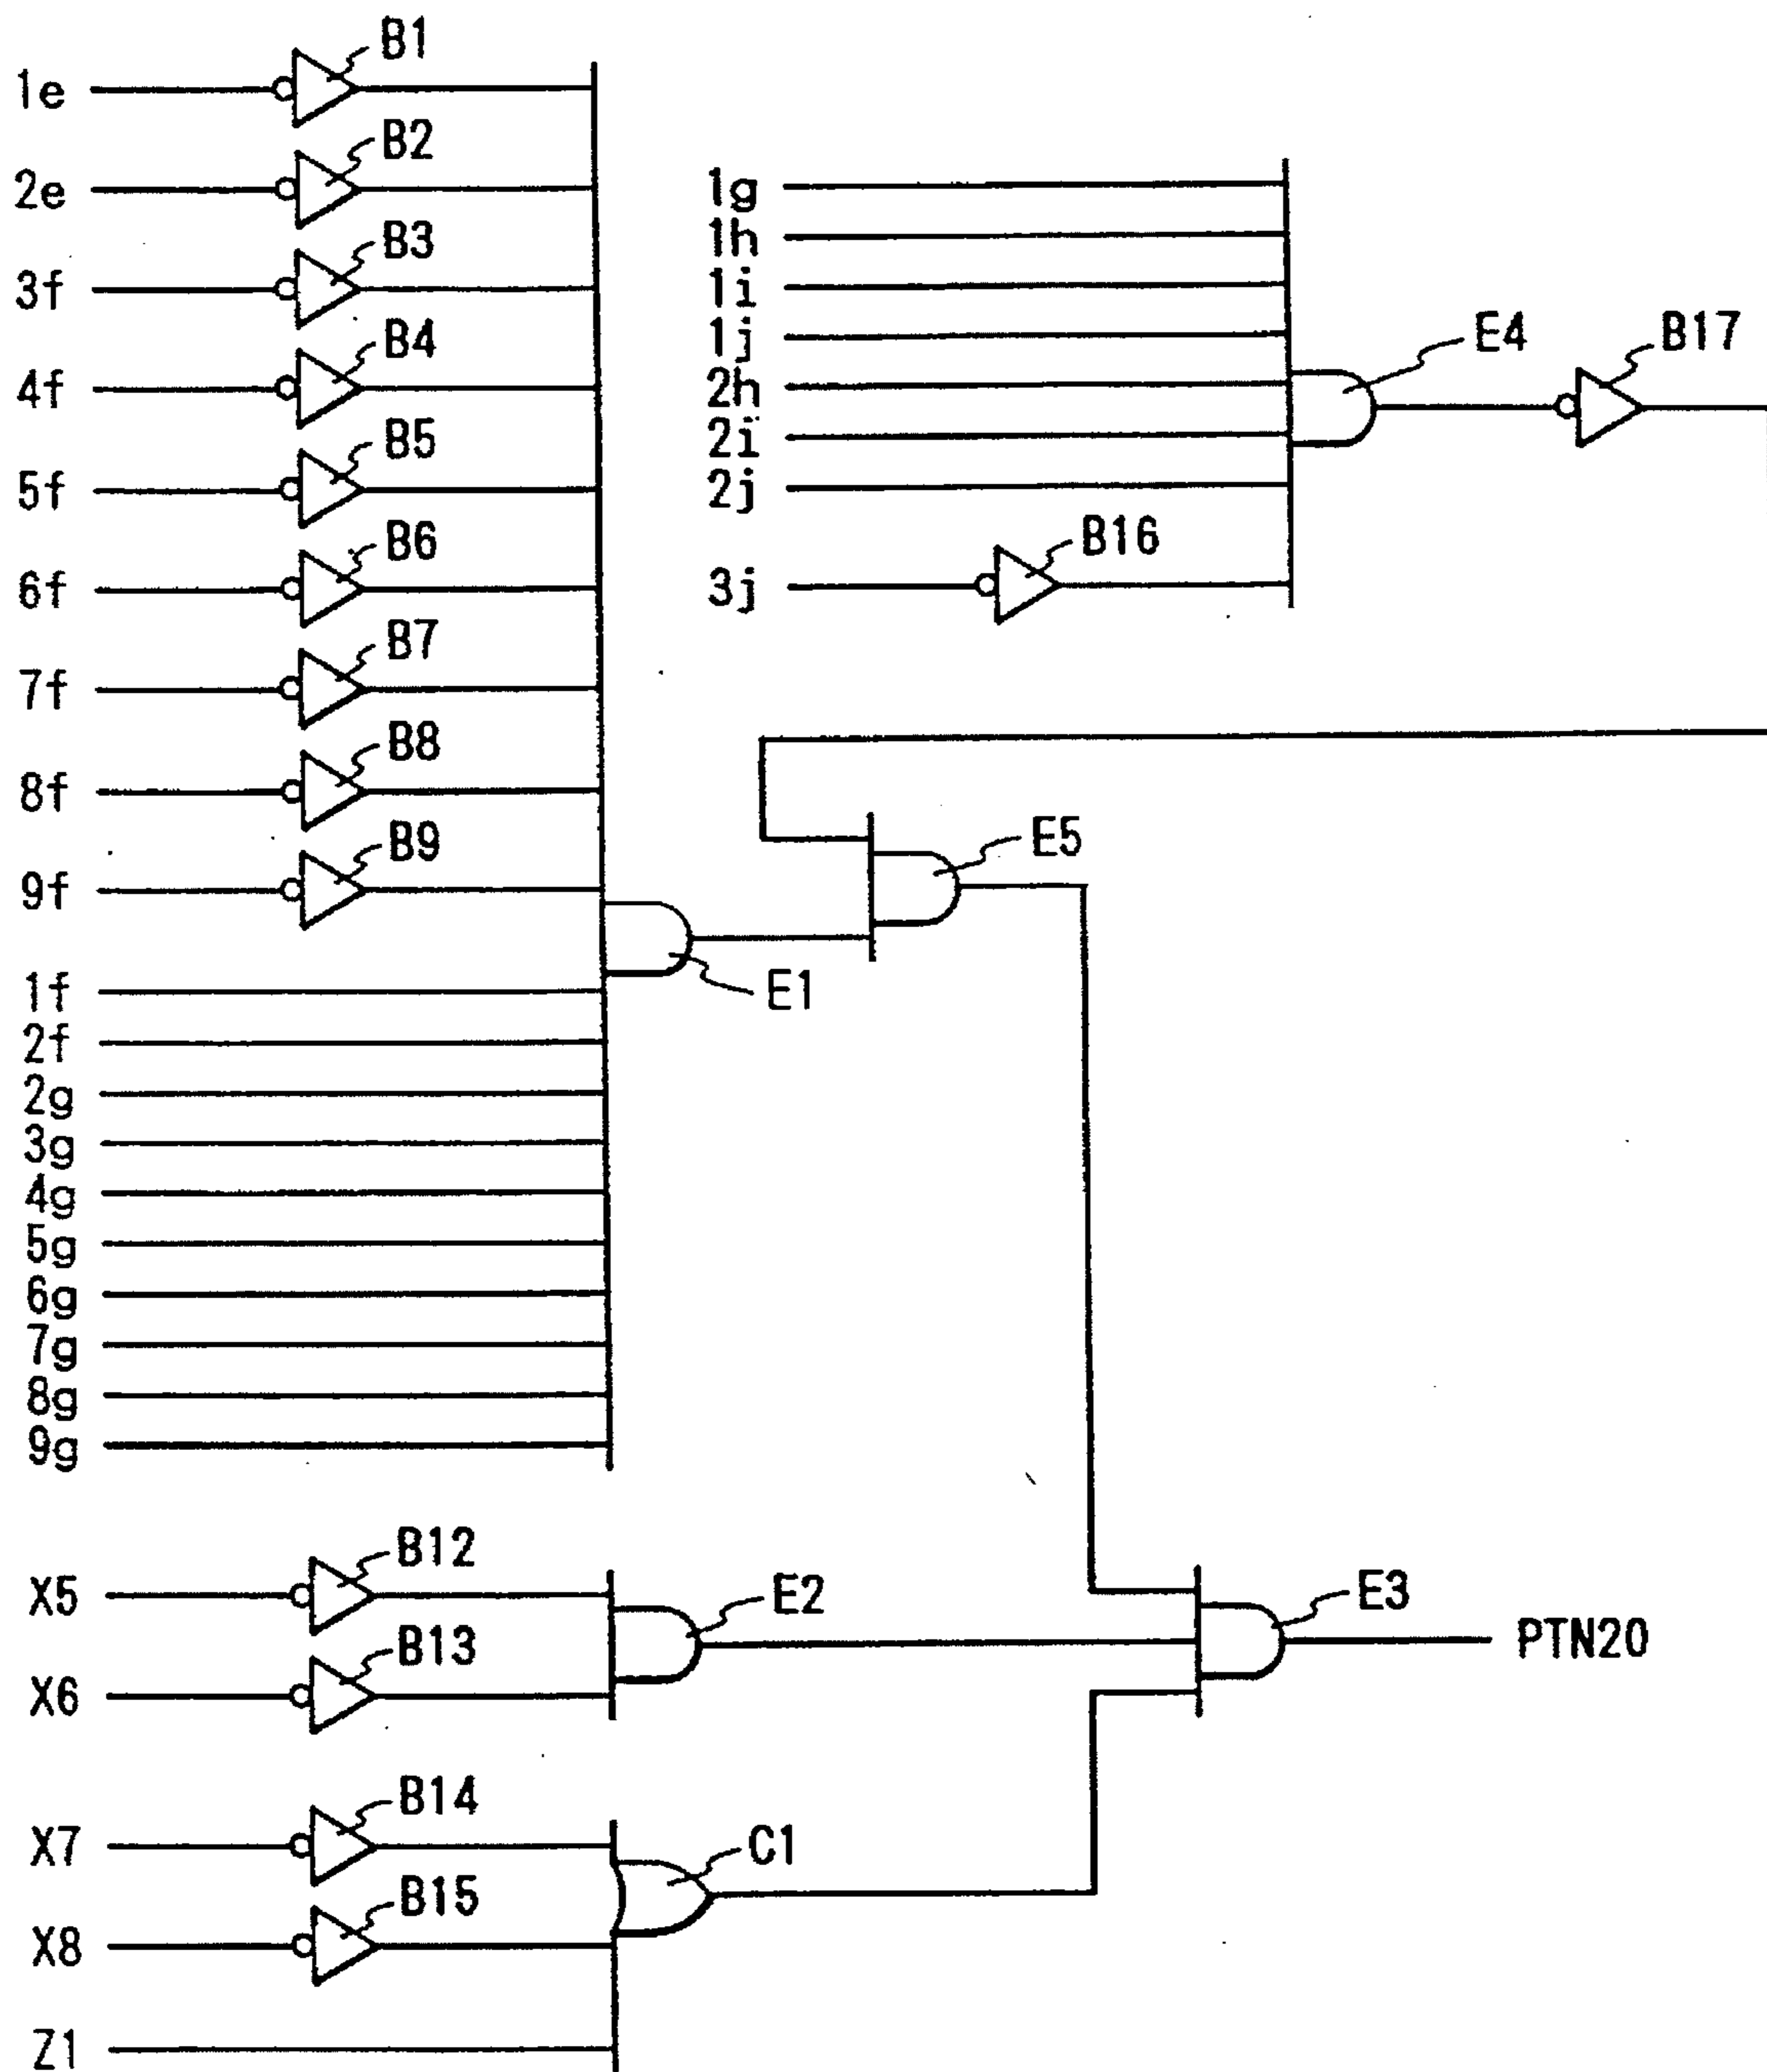 1e
B1
2e
B2
3f
B3
4f
B4
5f
B5
6f
B6
7f
B7
8f
B8
9f
B9
1f
2f
2g
3g
4g
5g
6g
7g
8g
9g
E1
1g
1h
1i
1j
2h
2i
2j
3j
B16
E4
B17
E5
X5
B12
X6
B13
E2
X7
B14
X8
B15
Z1
C1
E3
PTN20